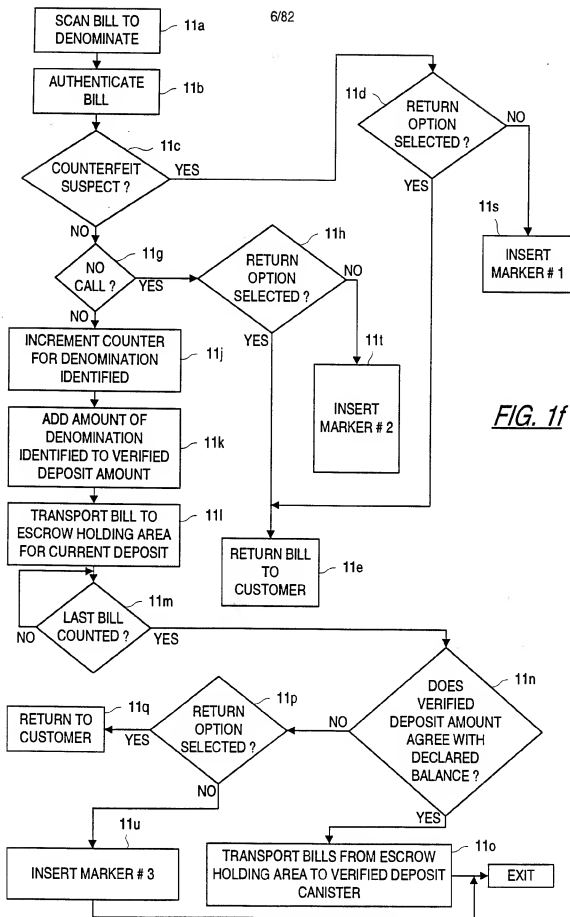 6/82
SCAN BILL TO
DENOMINATE
11a
AUTHENTICATE
BILL
11b
11c
COUNTERFEIT
SUSPECT ?
YES
NO
11d
RETURN
OPTION
SELECTED ?
NO
YES
11s
INSERT
MARKER # 1
11g
NO
CALL ?
YES
NO
11h
RETURN
OPTION
SELECTED ?
NO
YES
11t
INSERT
MARKER # 2
INCREMENT COUNTER
FOR DENOMINATION
IDENTIFIED
11j
ADD AMOUNT OF
DENOMINATION
IDENTIFIED TO VERIFIED
DEPOSIT AMOUNT
11k
FIG. 1f
TRANSPORT BILL TO
ESCROW HOLDING AREA
FOR CURRENT DEPOSIT
11l
RETURN BILL
TO
CUSTOMER
11e
11m
LAST BILL
COUNTED ?
NO
YES
11n
DOES
VERIFIED
DEPOSIT AMOUNT
AGREE WITH
DECLARED
BALANCE ?
NO
YES
11p
RETURN
OPTION
SELECTED ?
YES
NO
11q
RETURN TO
CUSTOMER
11u
INSERT MARKER # 3
11o
TRANSPORT BILLS FROM ESCROW
HOLDING AREA TO VERIFIED DEPOSIT
CANISTER
EXIT